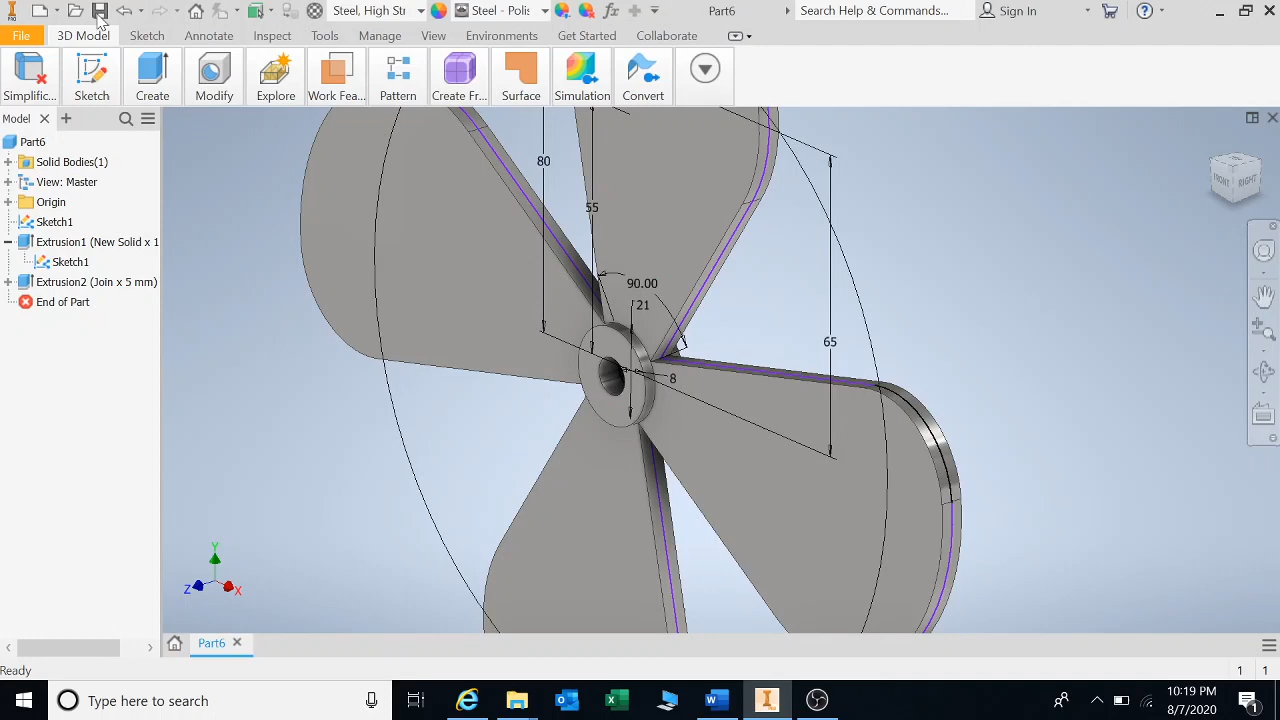 Steel, High Str
Steel - Polis
Part6
Search Help & Commands...
Sign In
File
3D Model
Sketch
Annotate
Inspect
Tools
Manage
View
Environments
Get Started
Collaborate
Simplific...
Sketch
Create
Modify
Explore
Work Fea...
Pattern
Create Fr...
Surface
Simulation
Convert
Model
Part6
Solid Bodies(1)
View: Master
Origin
Sketch1
Extrusion1 (New Solid x 1
Sketch1
Extrusion2 (Join x 5 mm)
End of Part
80
55
90.00
21
65
8
FRONT
RIGHT
Y
Z
X
Part6
Ready
1
1
Type here to search
10:19 PM
8/7/2020